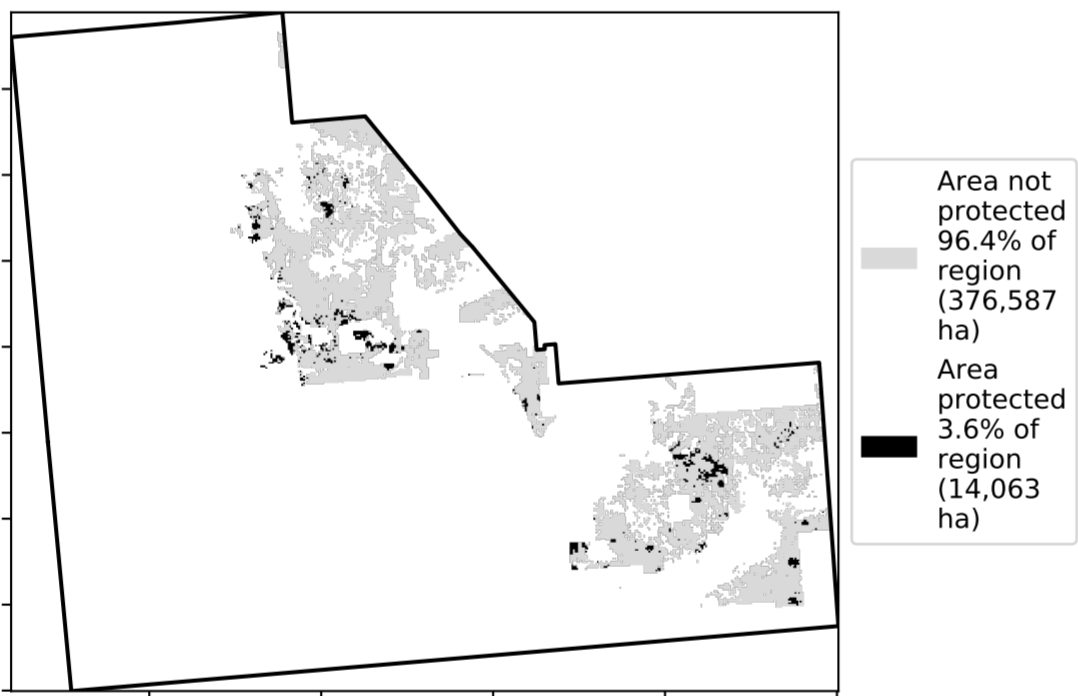 Area not
protected
96.4% of
region
(376,587
ha)
Area
protected
3.6% of
region
(14,063
ha)